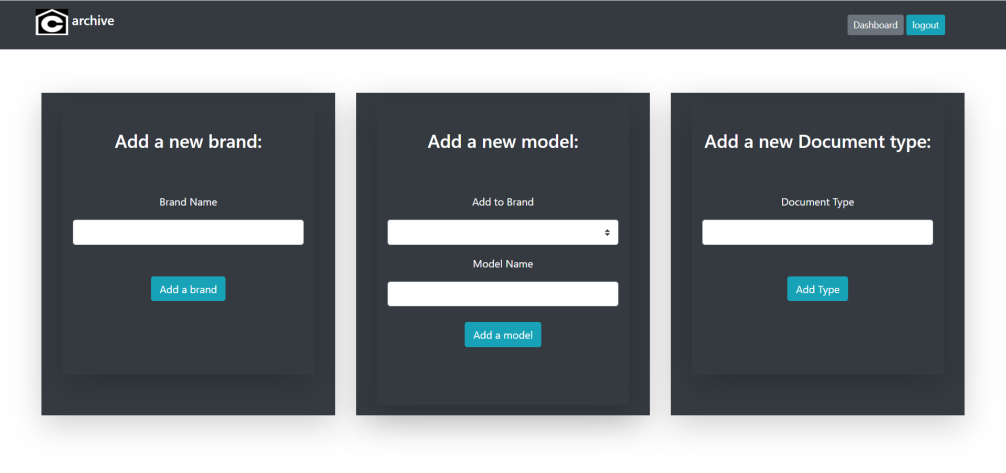 C archive
Dashboard logout
Add a new brand:
Brand Name
Add a brand
Add a new model:
Add to Brand
Model Name
Add a model
Add a new Document type:
Document Type
Add Type